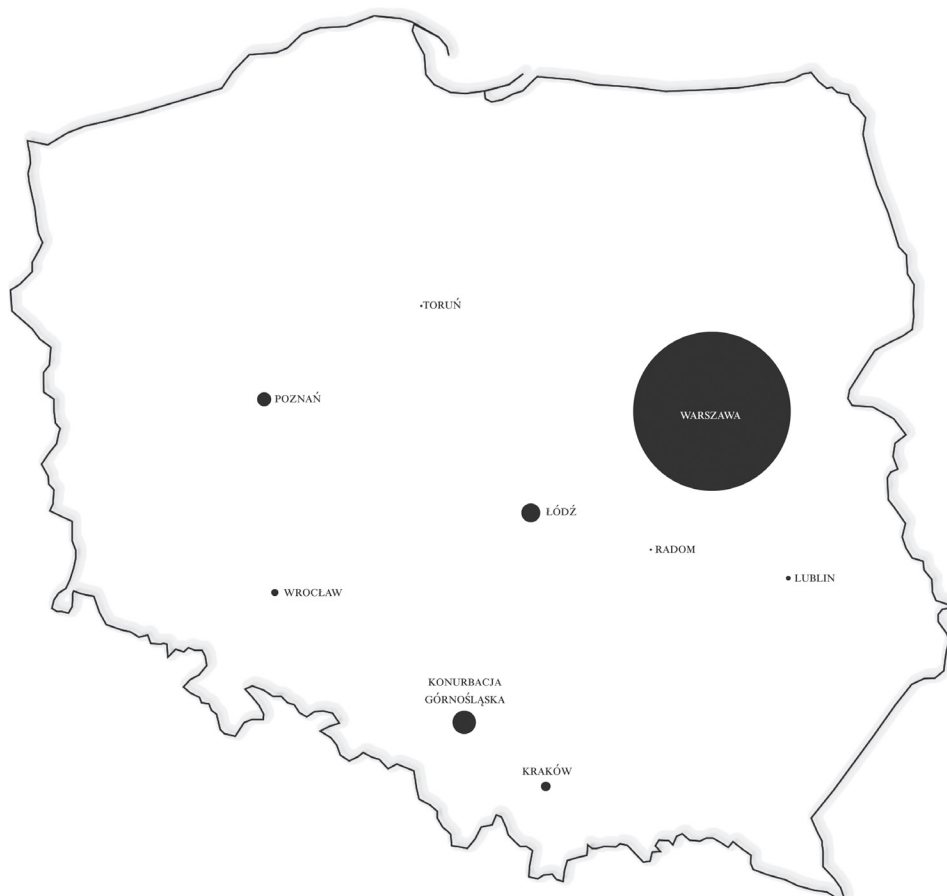 TORUŃ
POZNAŃ
WARSZAWA
ŁÓDŹ
RADOM
LUBLIN
WROCŁAW
KONURBACJA
GÓRNOŚLĄSKA
KRAKÓW